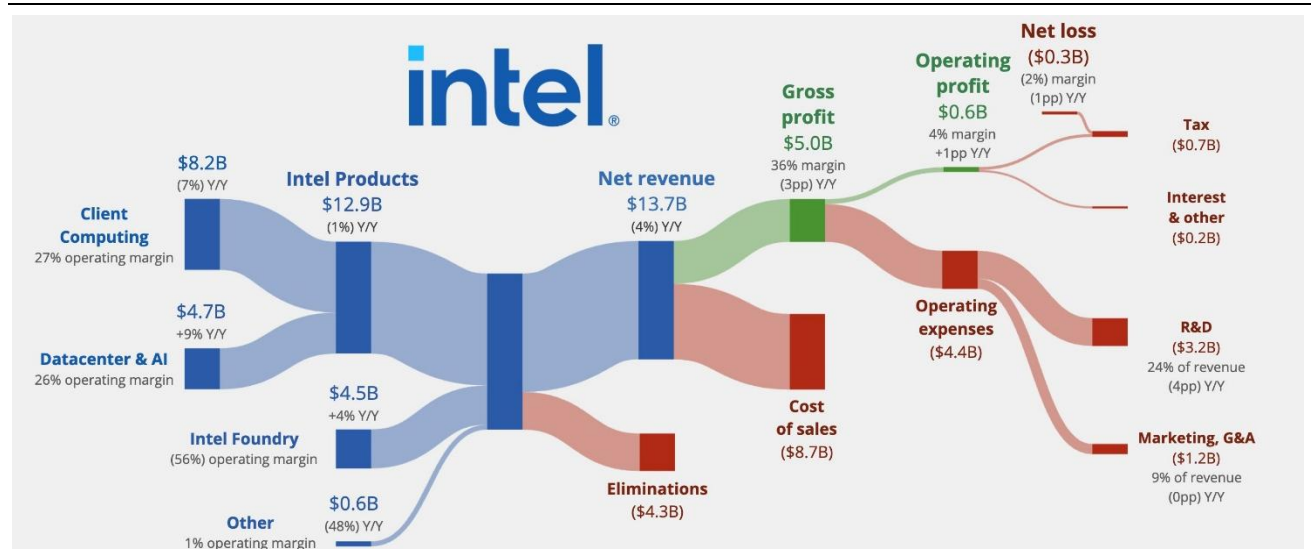 intel®
$8.2B
(7%) Y/Y
Client
Computing
27% operating margin
$4.7B
+9% Y/Y
Datacenter & AI
26% operating margin
Intel Products
$12.9B
(1%) Y/Y
$4.5B
+4% Y/Y
Intel Foundry
(56%) operating margin
$0.6B
(48%) Y/Y
Other
1% operating margin
Eliminations
($4.3B)
Net revenue
$13.7B
(4%) Y/Y
Gross
profit
$5.0B
36% margin
(3pp) Y/Y
Cost
of sales
($8.7B)
Operating
profit
$0.6B
4% margin
+1pp Y/Y
Operating
expenses
($4.4B)
Net loss
($0.3B)
(2%) margin
(1pp) Y/Y
Tax
($0.7B)
Interest
& other
($0.2B)
R&D
($3.2B)
24% of revenue
(4pp) Y/Y
Marketing, G&A
($1.2B)
9% of revenue
(0pp) Y/Y